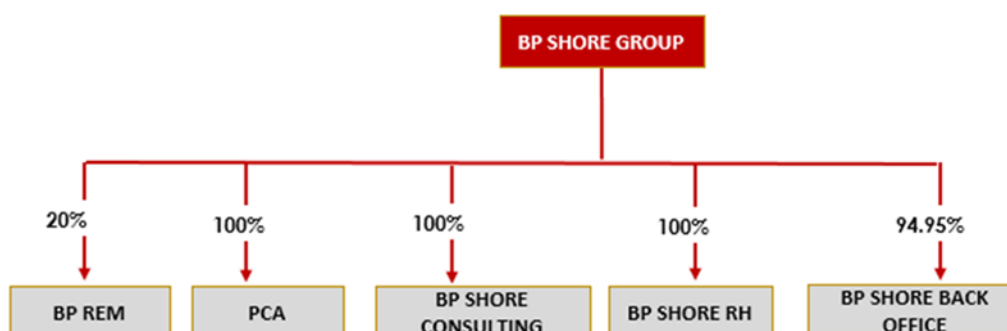 BP SHORE GROUP
20%
100%
100%
100%
94.95%
BP REM
PCA
BP SHORE
CONSULTING
BP SHORE RH
BP SHORE BACK
OFFICE